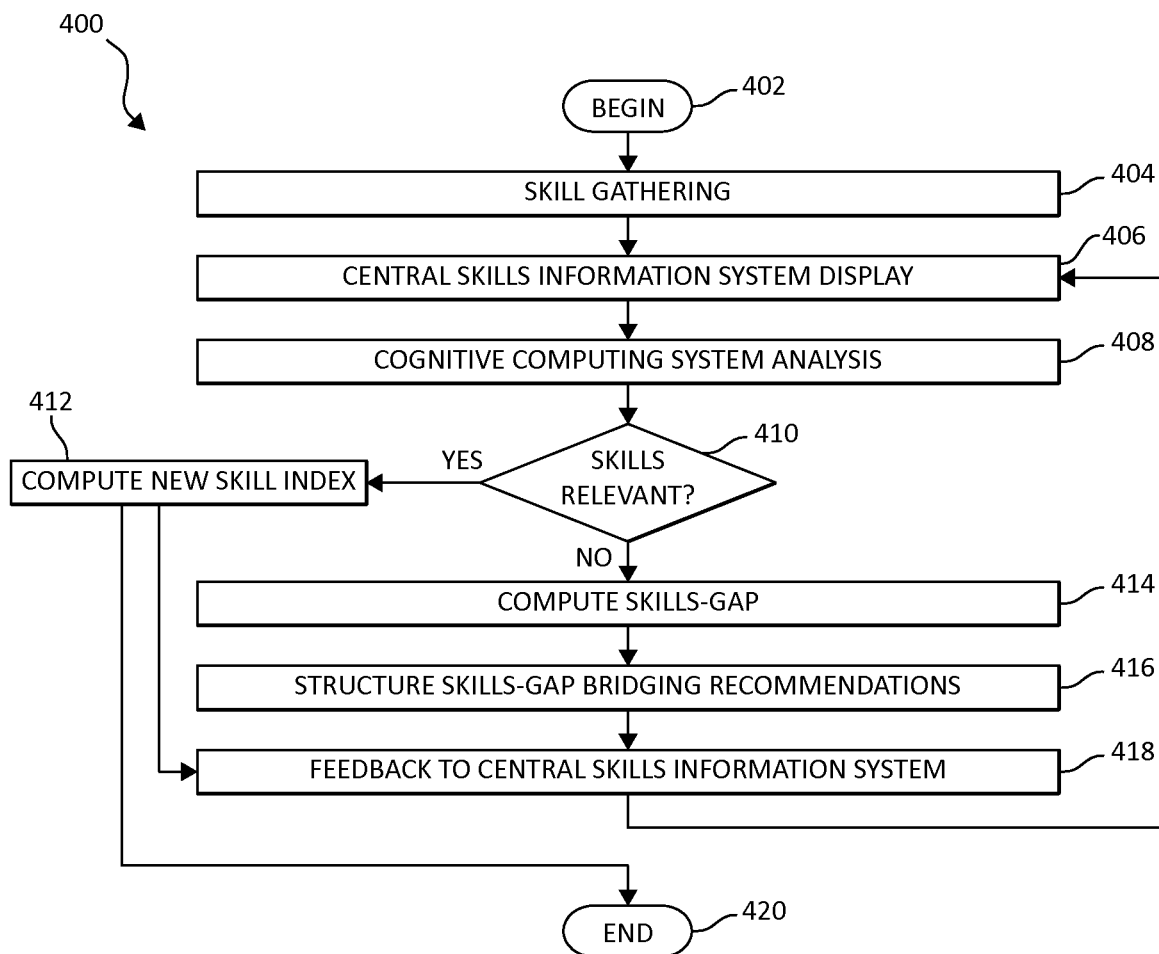 400
BEGIN
402
SKILL GATHERING
404
406
CENTRAL SKILLS INFORMATION SYSTEM DISPLAY
COGNITIVE COMPUTING SYSTEM ANALYSIS
408
412
410
YES
SKILLS
RELEVANT?
COMPUTE NEW SKILL INDEX
NO
COMPUTE SKILLS-GAP
414
STRUCTURE SKILLS-GAP BRIDGING RECOMMENDATIONS
416
FEEDBACK TO CENTRAL SKILLS INFORMATION SYSTEM
418
END
420